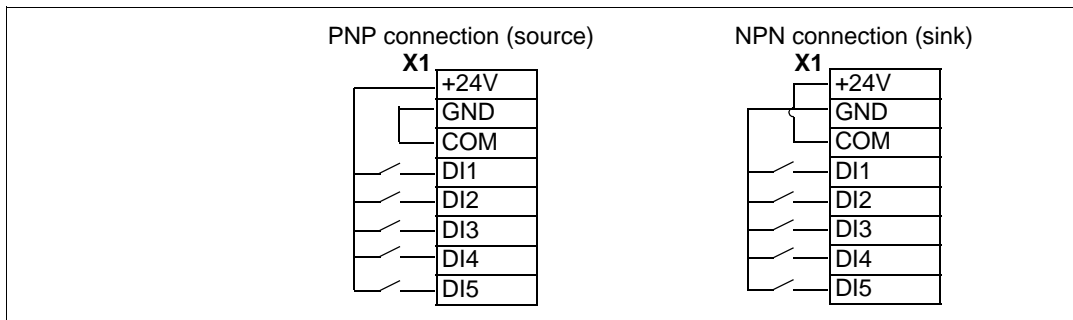 PNP connection (source)
X1
+24V
GND
COM
DI1
DI2
DI3
DI4
DI5
NPN connection (sink)
X1
+24V
GND
COM
DI1
DI2
DI3
DI4
DI5